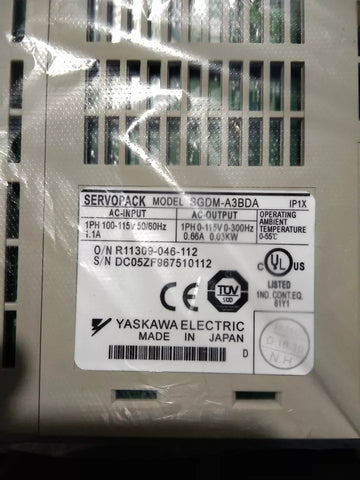 SERVOPACK MODEL SGDM-A3BDA IP1X
AC-INPUT AC-OUTPUT OPERATING AMBIENT TEMPERATURE 0-55℃
1PH 100-115V 50/60Hz 1PH 0-115V 0-300Hz
1.1A 0.66A 0.03KW
O/N R11309-046-112
S/N DC05ZF967510112
CE TÜV C UL US
LISTED
IND. CONT. EQ.
61Y1
YASKAWA ELECTRIC
MADE IN JAPAN
D
N.H